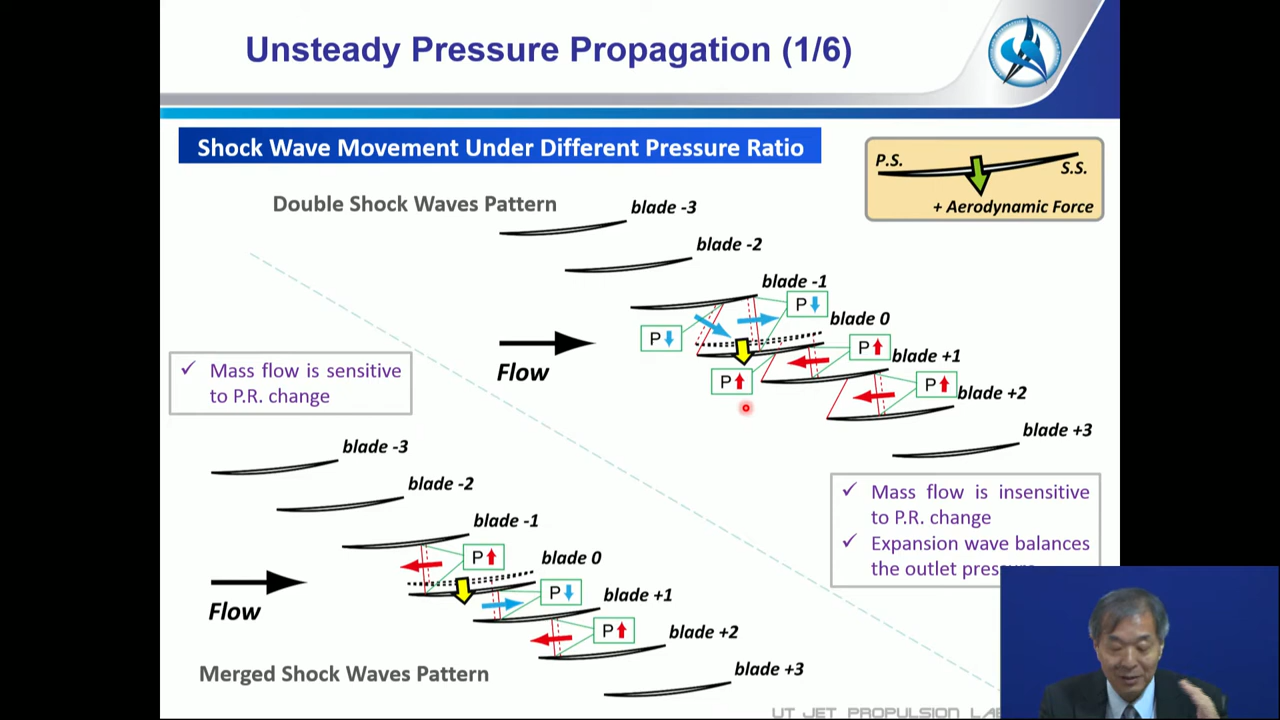 Unsteady Pressure Propagation (1/6)
Shock Wave Movement Under Different Pressure Ratio
P.S.
S.S.
+ Aerodynamic Force
Double Shock Waves Pattern
blade -3
blade -2
blade -1
P
blade 0
P
P
blade +1
P
P
blade +2
blade +3
Flow
✓ Mass flow is sensitive
to P.R. change
✓ Mass flow is insensitive
to P.R. change
✓ Expansion wave balances
the outlet pressure
blade -3
blade -2
blade -1
P
blade 0
P
blade +1
P
blade +2
blade +3
Flow
Merged Shock Waves Pattern
UT JET PROPULSION LAB